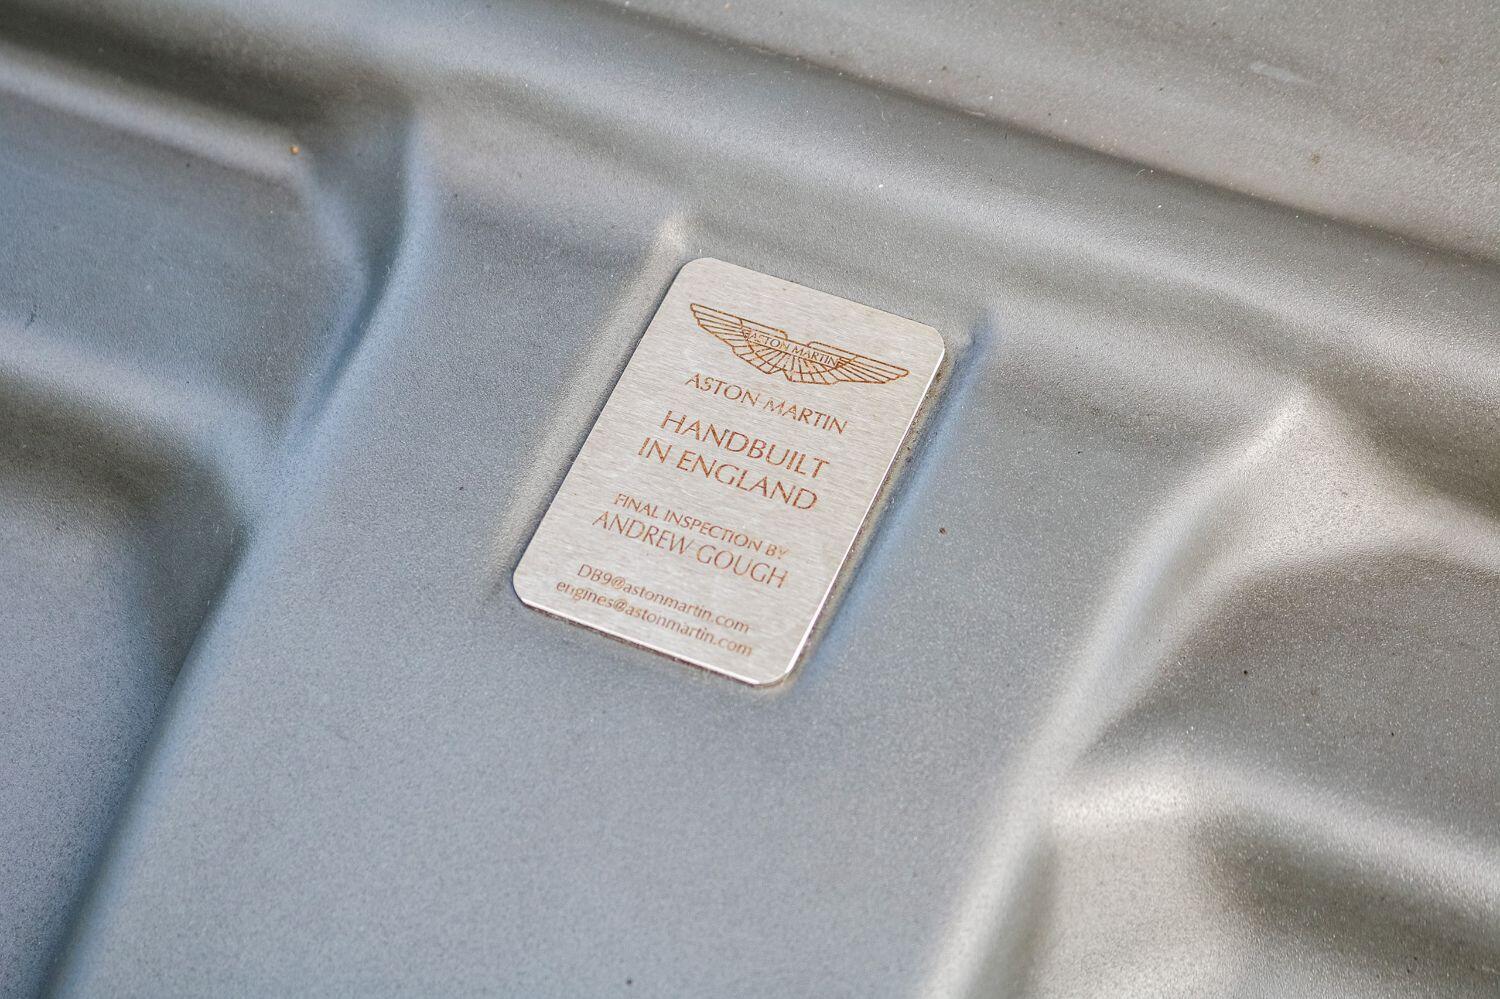 ASTON MARTIN
ASTON MARTIN
HANDBUILT
IN ENGLAND
FINAL INSPECTION BY
ANDREW GOUGH
DB9@astonmartin.com
engines@astonmartin.com